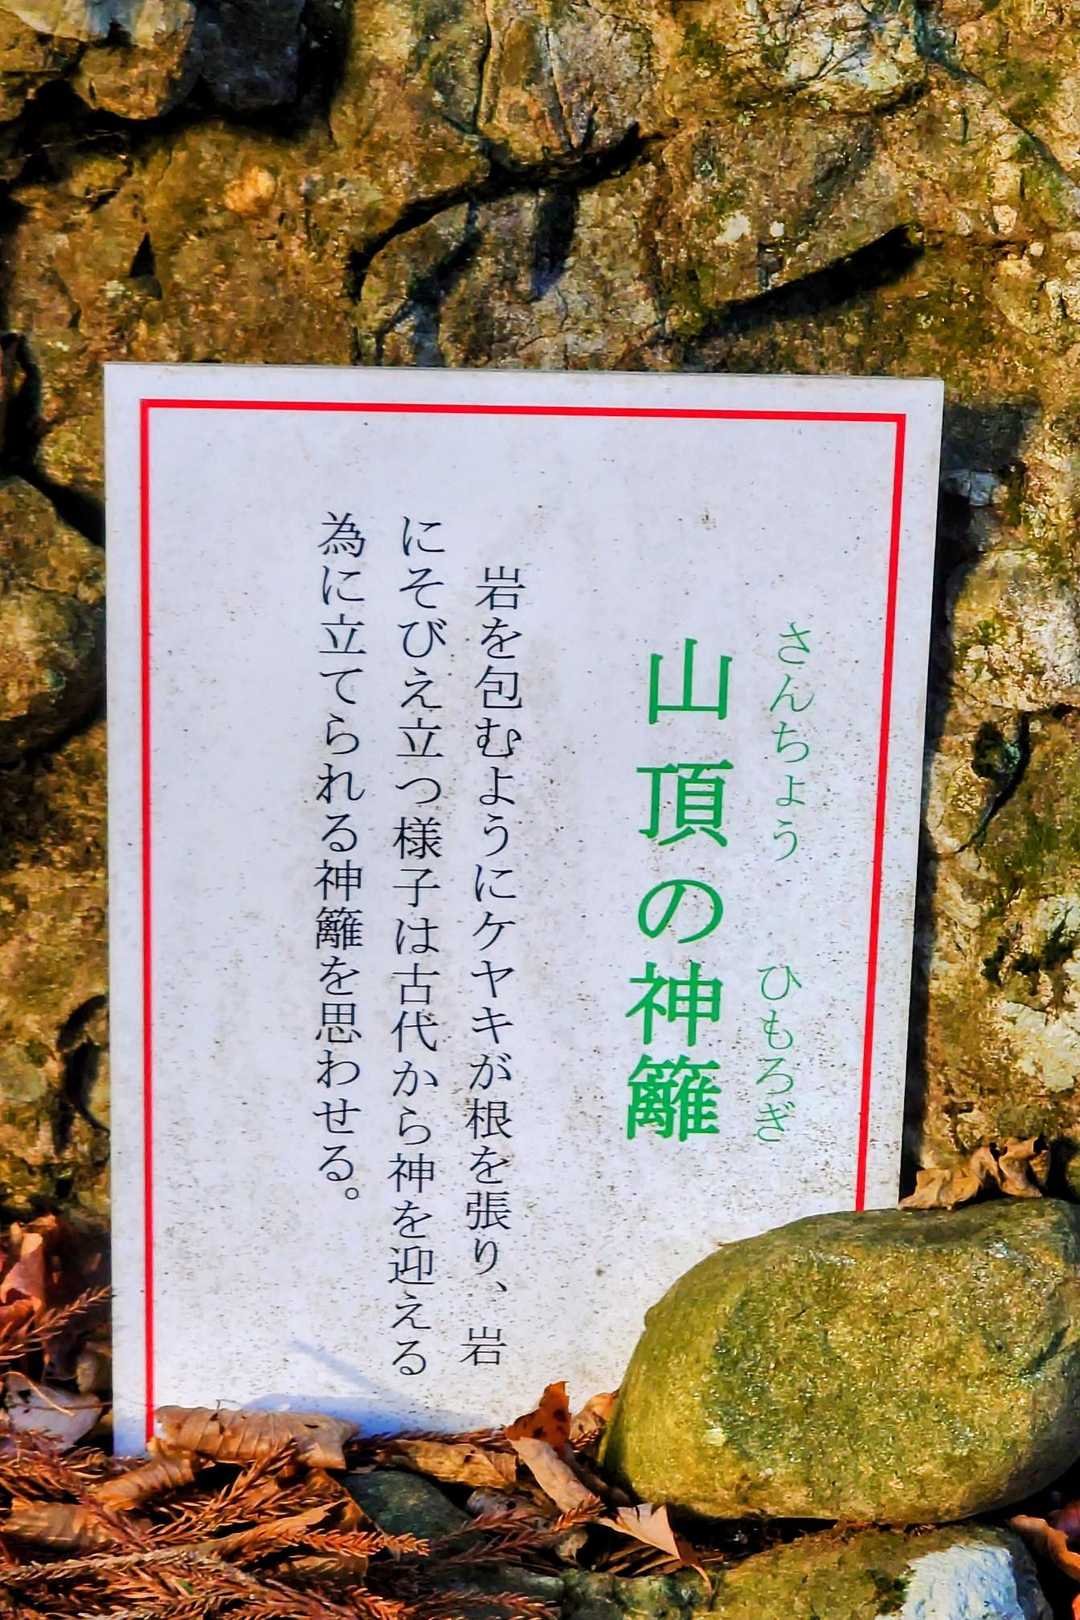 さんちょう　ひもろぎ
山頂の神籬
岩を包むようにケヤキが根を張り、岩
にそびえ立つ様子は古代から神を迎える
為に立てられる神籬を思わせる。